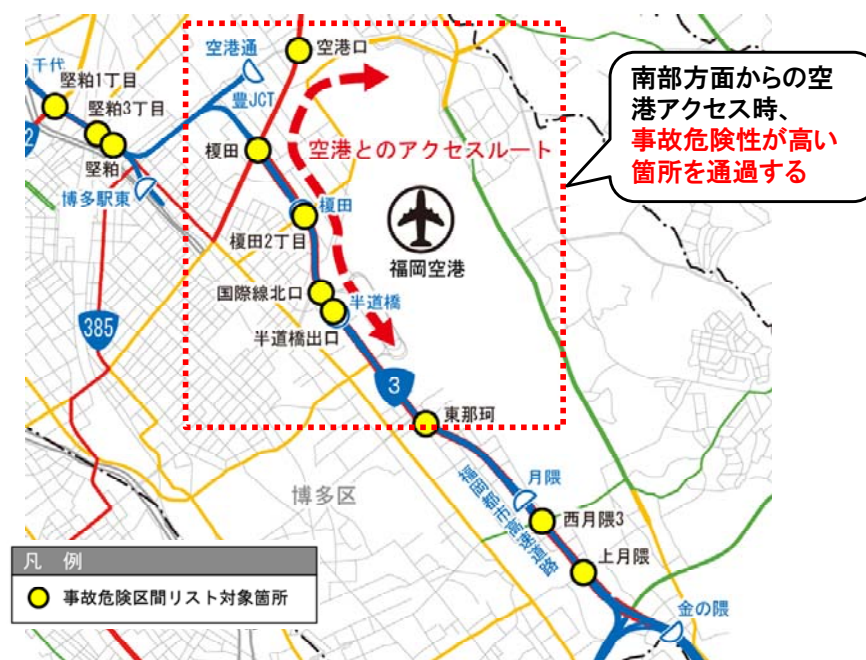 空港通
空港口
千代
堅粕1丁目
豊JCT
堅粕3丁目
2
榎田
空港とのアクセスルート
堅粕
博多駅東
榎田
榎田2丁目
福岡空港
国際線北口
半道橋
385
半道橋出口
3
東那珂
月隈
博多区
福岡都市高速道路
西月隈3
上月隈
金の隈
南部方面からの空
港アクセス時、
事故危険性が高い
箇所を通過する
凡 例
事故危険区間リスト対象箇所